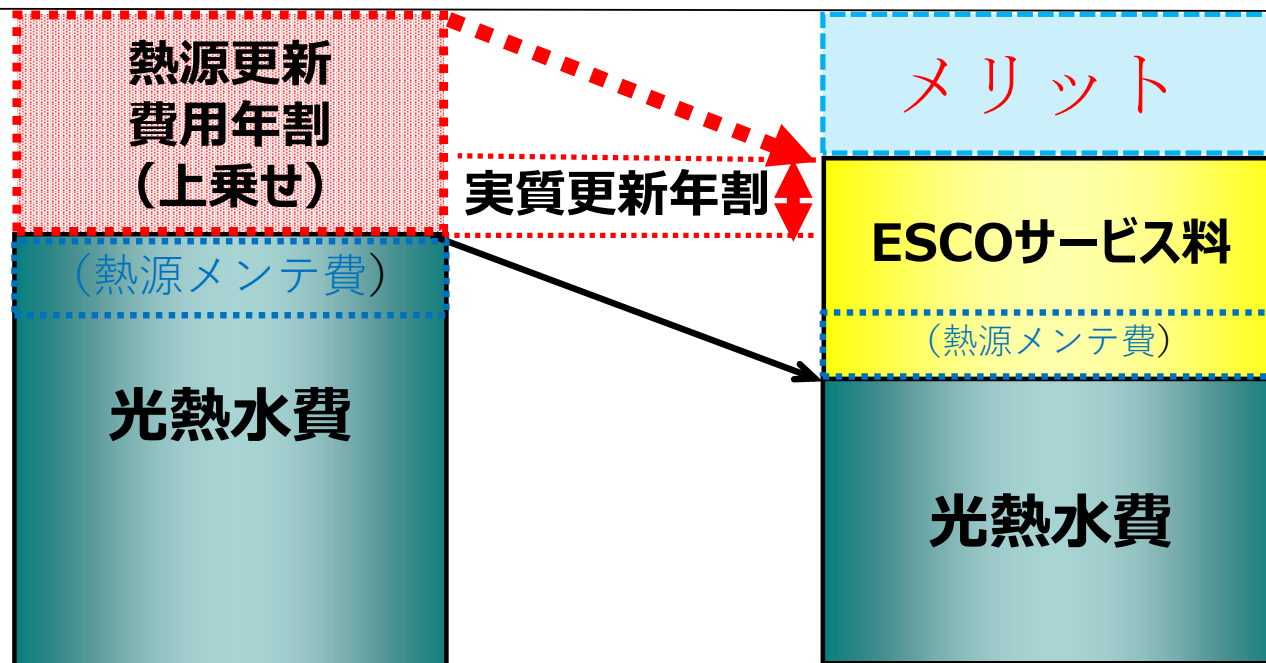 熱源更新
費用年割
(上乗せ)
(熱源メンテ費)
光熱水費
実質更新年割
メリット
ESCOサービス料
(熱源メンテ費)
光熱水費